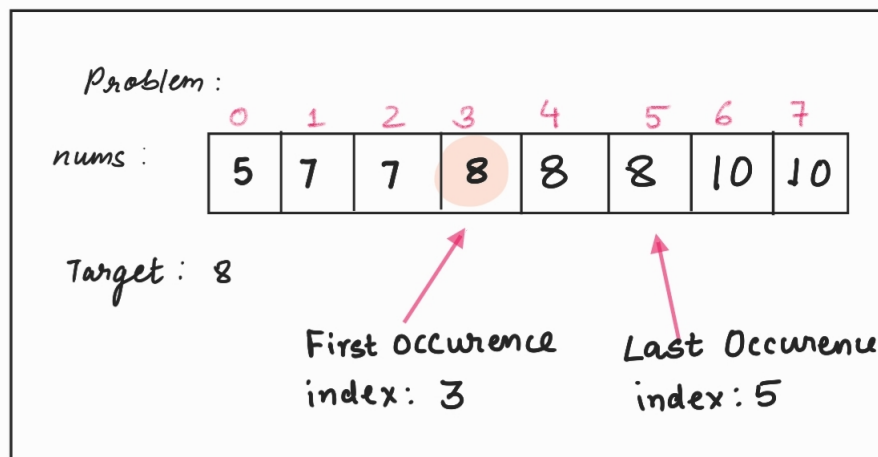 Problem :
0 1 2 3 4 5 6 7
nums : 5 7 7 8 8 8 10 10
Target : 8
First occurence Last Occurence
index: 3 index: 5